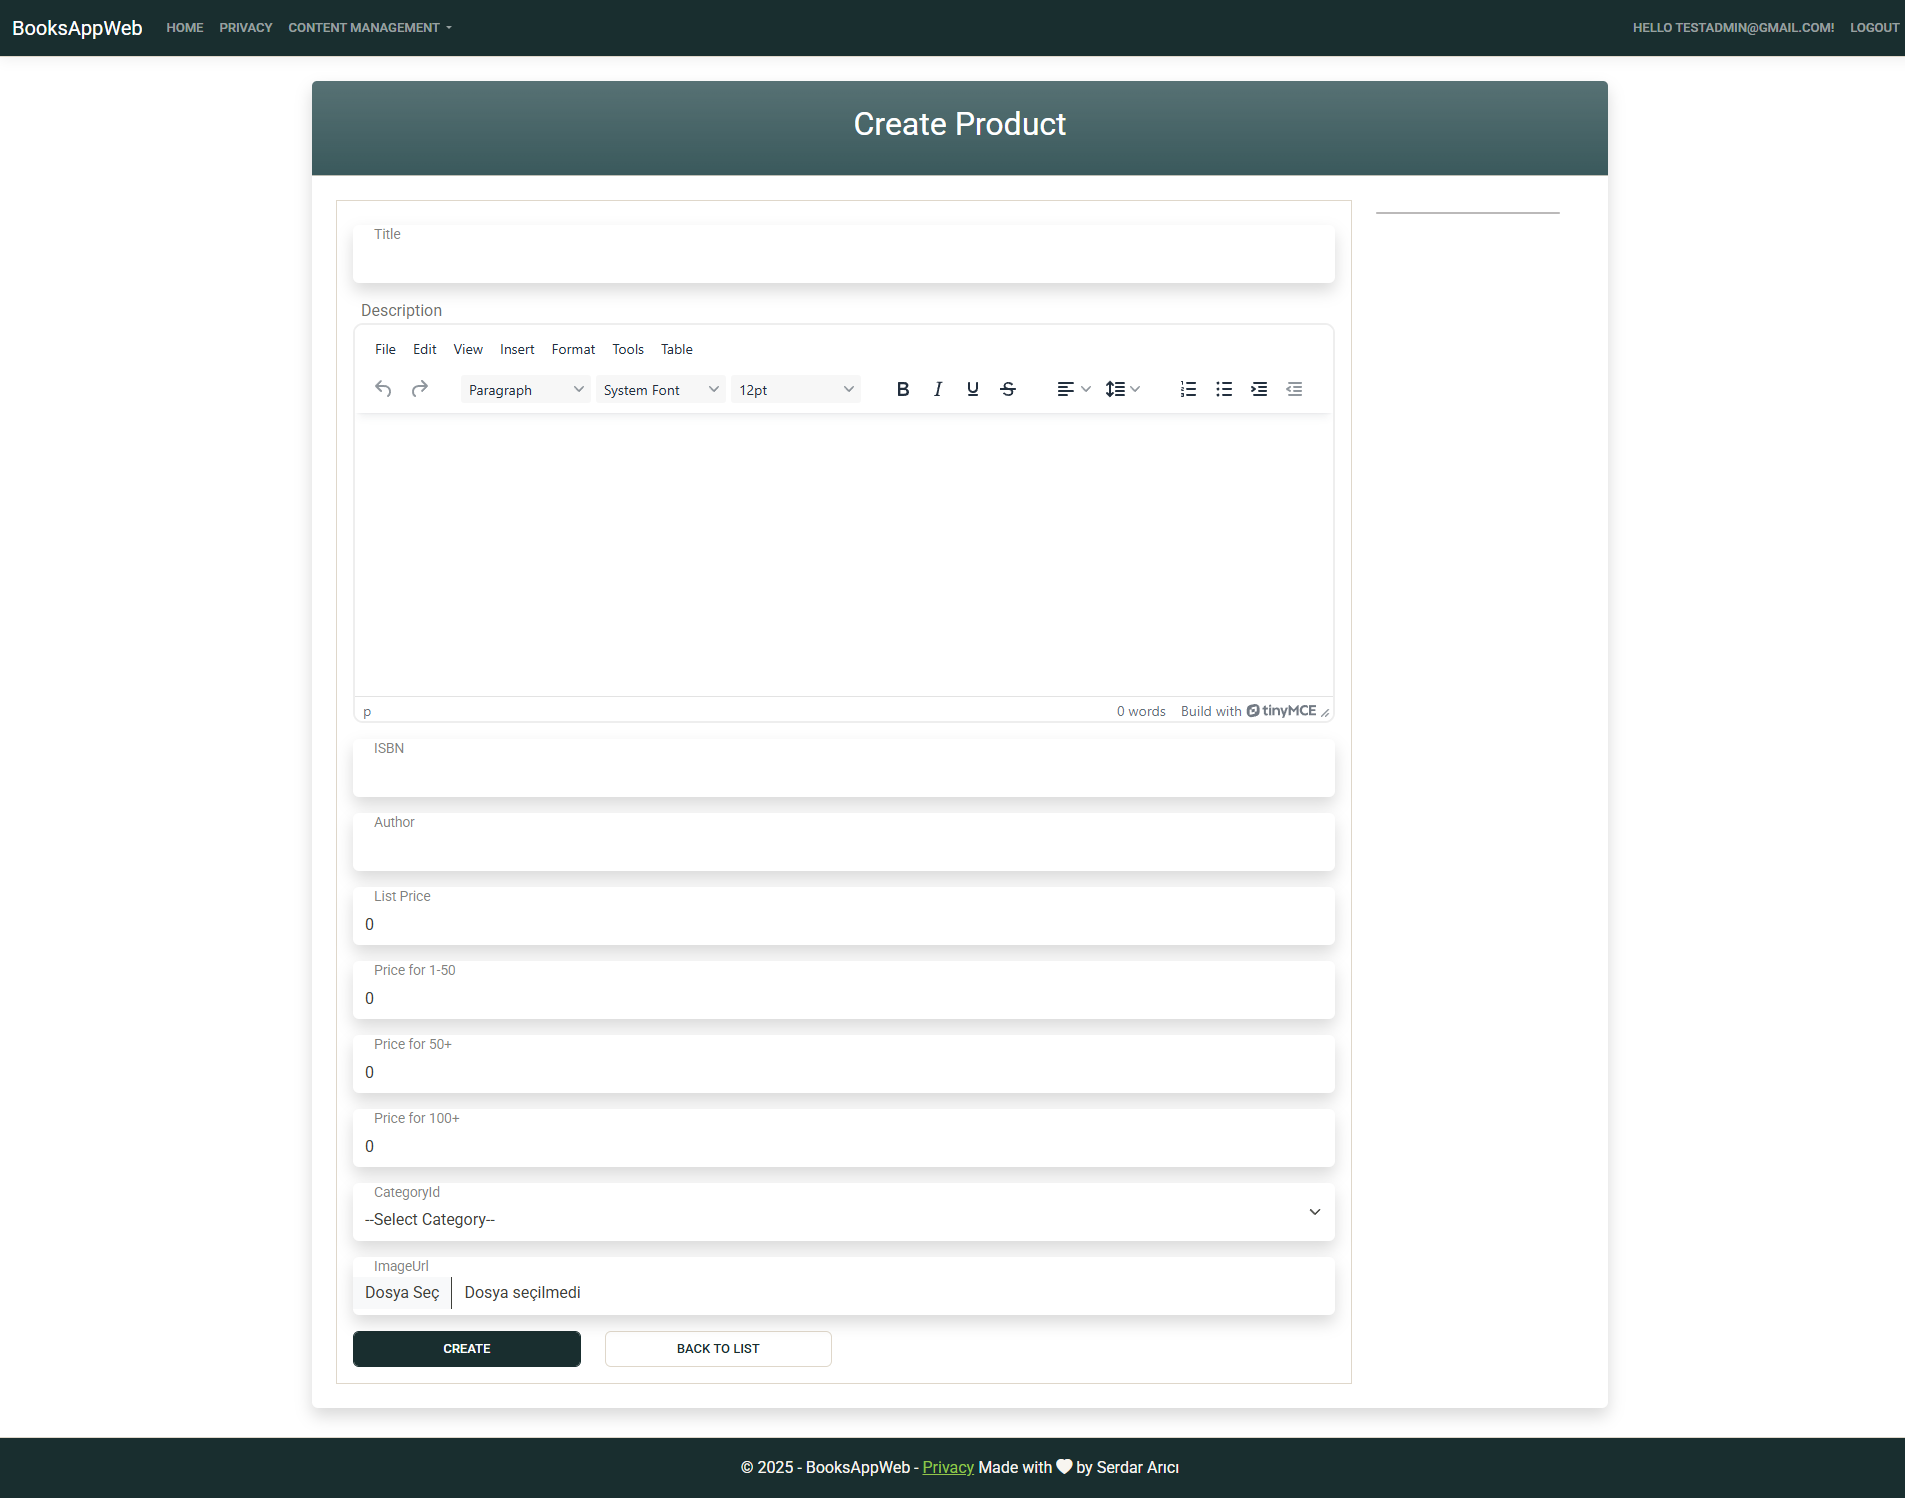 BooksAppWeb HOME PRIVACY CONTENT MANAGEMENT HELLO TESTADMIN@GMAIL.COM! LOGOUT
Create Product
Title
Description
File Edit View Insert Format Tools Table
Paragraph System Font 12pt B I U S
p 0 words Build with tinyMCE
ISBN
Author
List Price
0
Price for 1-50
0
Price for 50+
0
Price for 100+
0
CategoryId
--Select Category--
ImageUrl
Dosya Seç Dosya seçilmedi
CREATE BACK TO LIST
© 2025 - BooksAppWeb - Privacy Made with by Serdar Arıcı